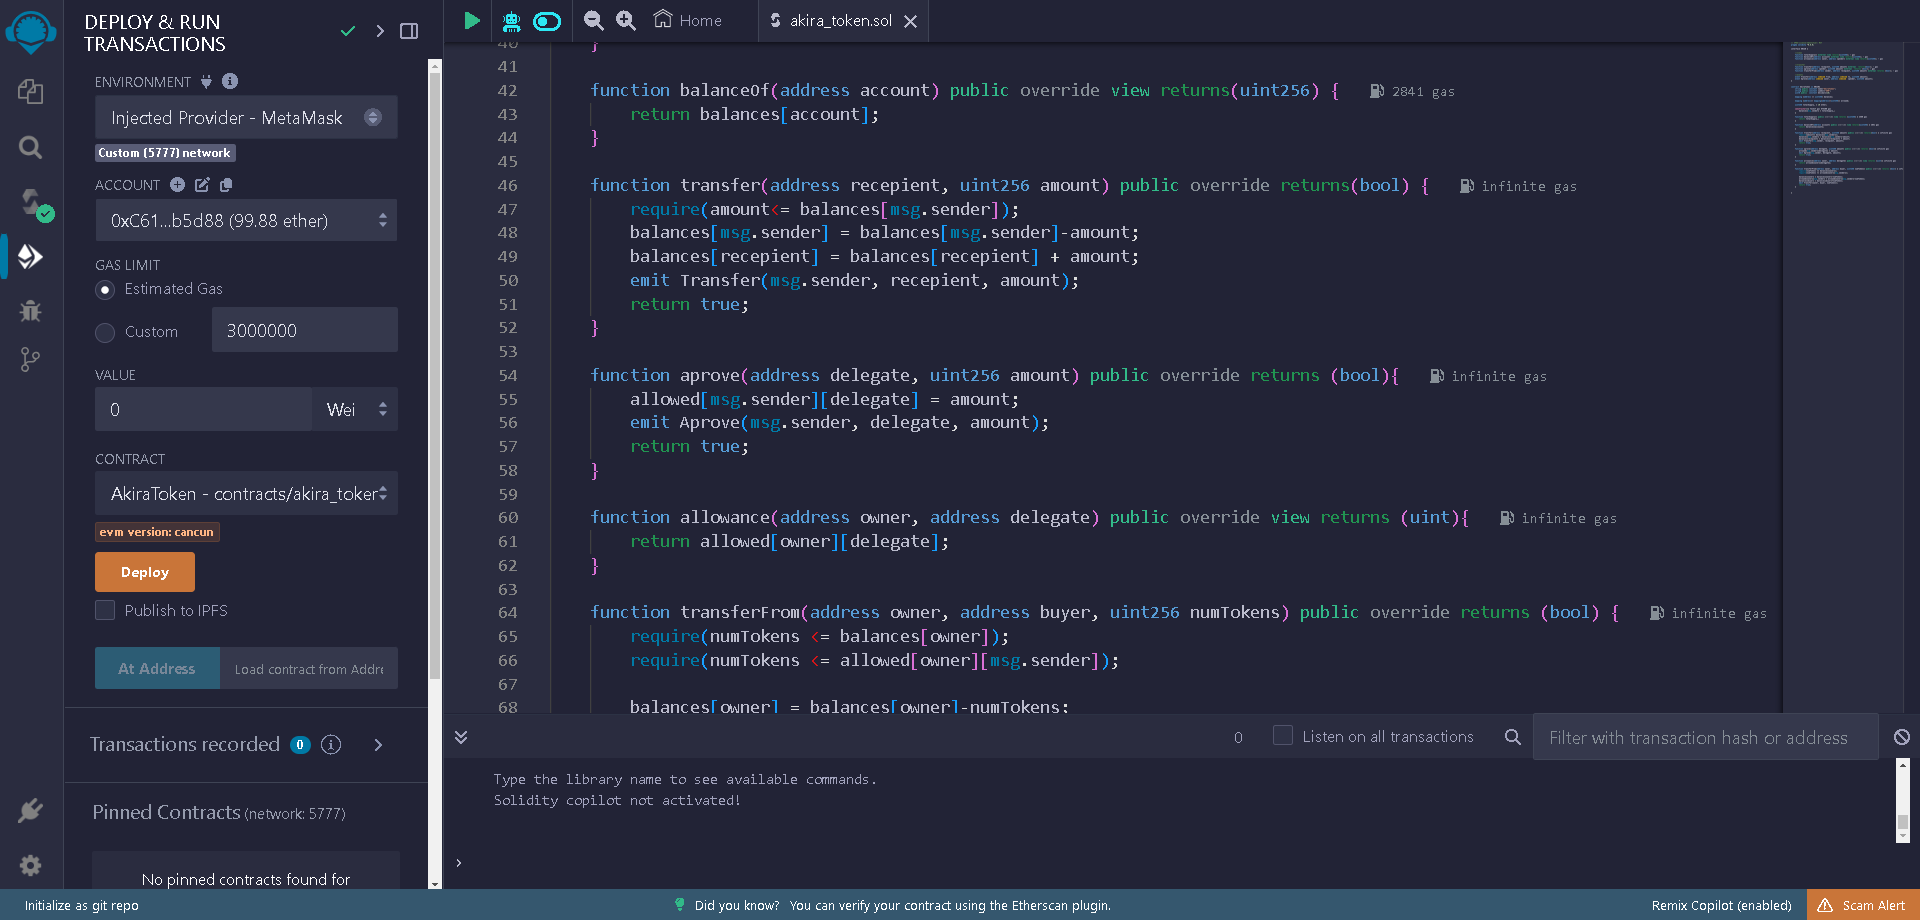 DEPLOY & RUN
TRANSACTIONS
ENVIRONMENT
Injected Provider - MetaMask
Custom (5777) network
ACCOUNT
0xC61...b5d88 (99.88 ether)
GAS LIMIT
Estimated Gas
Custom
3000000
VALUE
0
Wei
CONTRACT
AkiraToken - contracts/akira_token
evm version: cancun
Deploy
Publish to IPFS
At Address
Load contract from Addre
Transactions recorded 0
Pinned Contracts (network: 5777)
No pinned contracts found for
Home
akira_token.sol
40 }
41
42 function balanceOf(address account) public override view returns(uint256) { 2841 gas
43 return balances[account];
44 }
45
46 function transfer(address recepient, uint256 amount) public override returns(bool) { infinite gas
47 require(amount<= balances[msg.sender]);
48 balances[msg.sender] = balances[msg.sender]-amount;
49 balances[recepient] = balances[recepient] + amount;
50 emit Transfer(msg.sender, recepient, amount);
51 return true;
52 }
53
54 function aprove(address delegate, uint256 amount) public override returns (bool){ infinite gas
55 allowed[msg.sender][delegate] = amount;
56 emit Aprove(msg.sender, delegate, amount);
57 return true;
58 }
59
60 function allowance(address owner, address delegate) public override view returns (uint){ infinite gas
61 return allowed[owner][delegate];
62 }
63
64 function transferFrom(address owner, address buyer, uint256 numTokens) public override returns (bool) { infinite gas
65 require(numTokens <= balances[owner]);
66 require(numTokens <= allowed[owner][msg.sender]);
67
68 balances[owner] = balances[owner]-numTokens;
0
Listen on all transactions
Filter with transaction hash or address
Type the library name to see available commands.
Solidity copilot not activated!
>
Initialize as git repo
Did you know? You can verify your contract using the Etherscan plugin.
Remix Copilot (enabled)
Scam Alert